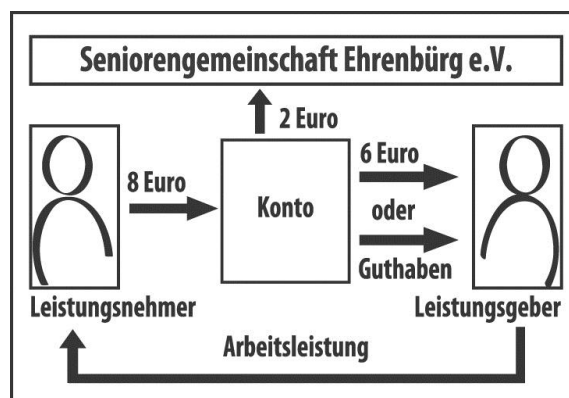 Seniorengemeinschaft Ehrenbürg e.V.
2 Euro
8 Euro
Konto
6 Euro
oder
Guthaben
Leistungsnehmer
Leistungsgeber
Arbeitsleistung